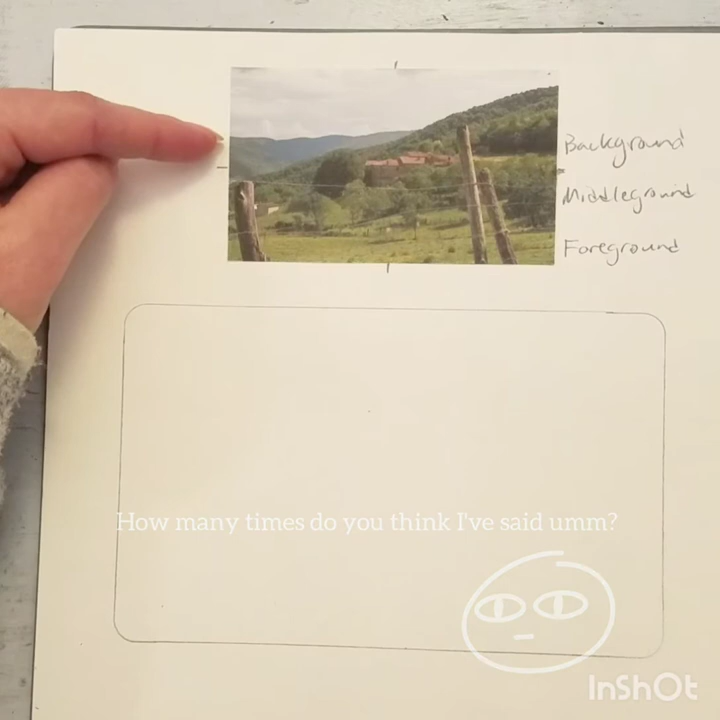 Background
Middleground
Foreground
How many times do you think I've said umm?
InShOt